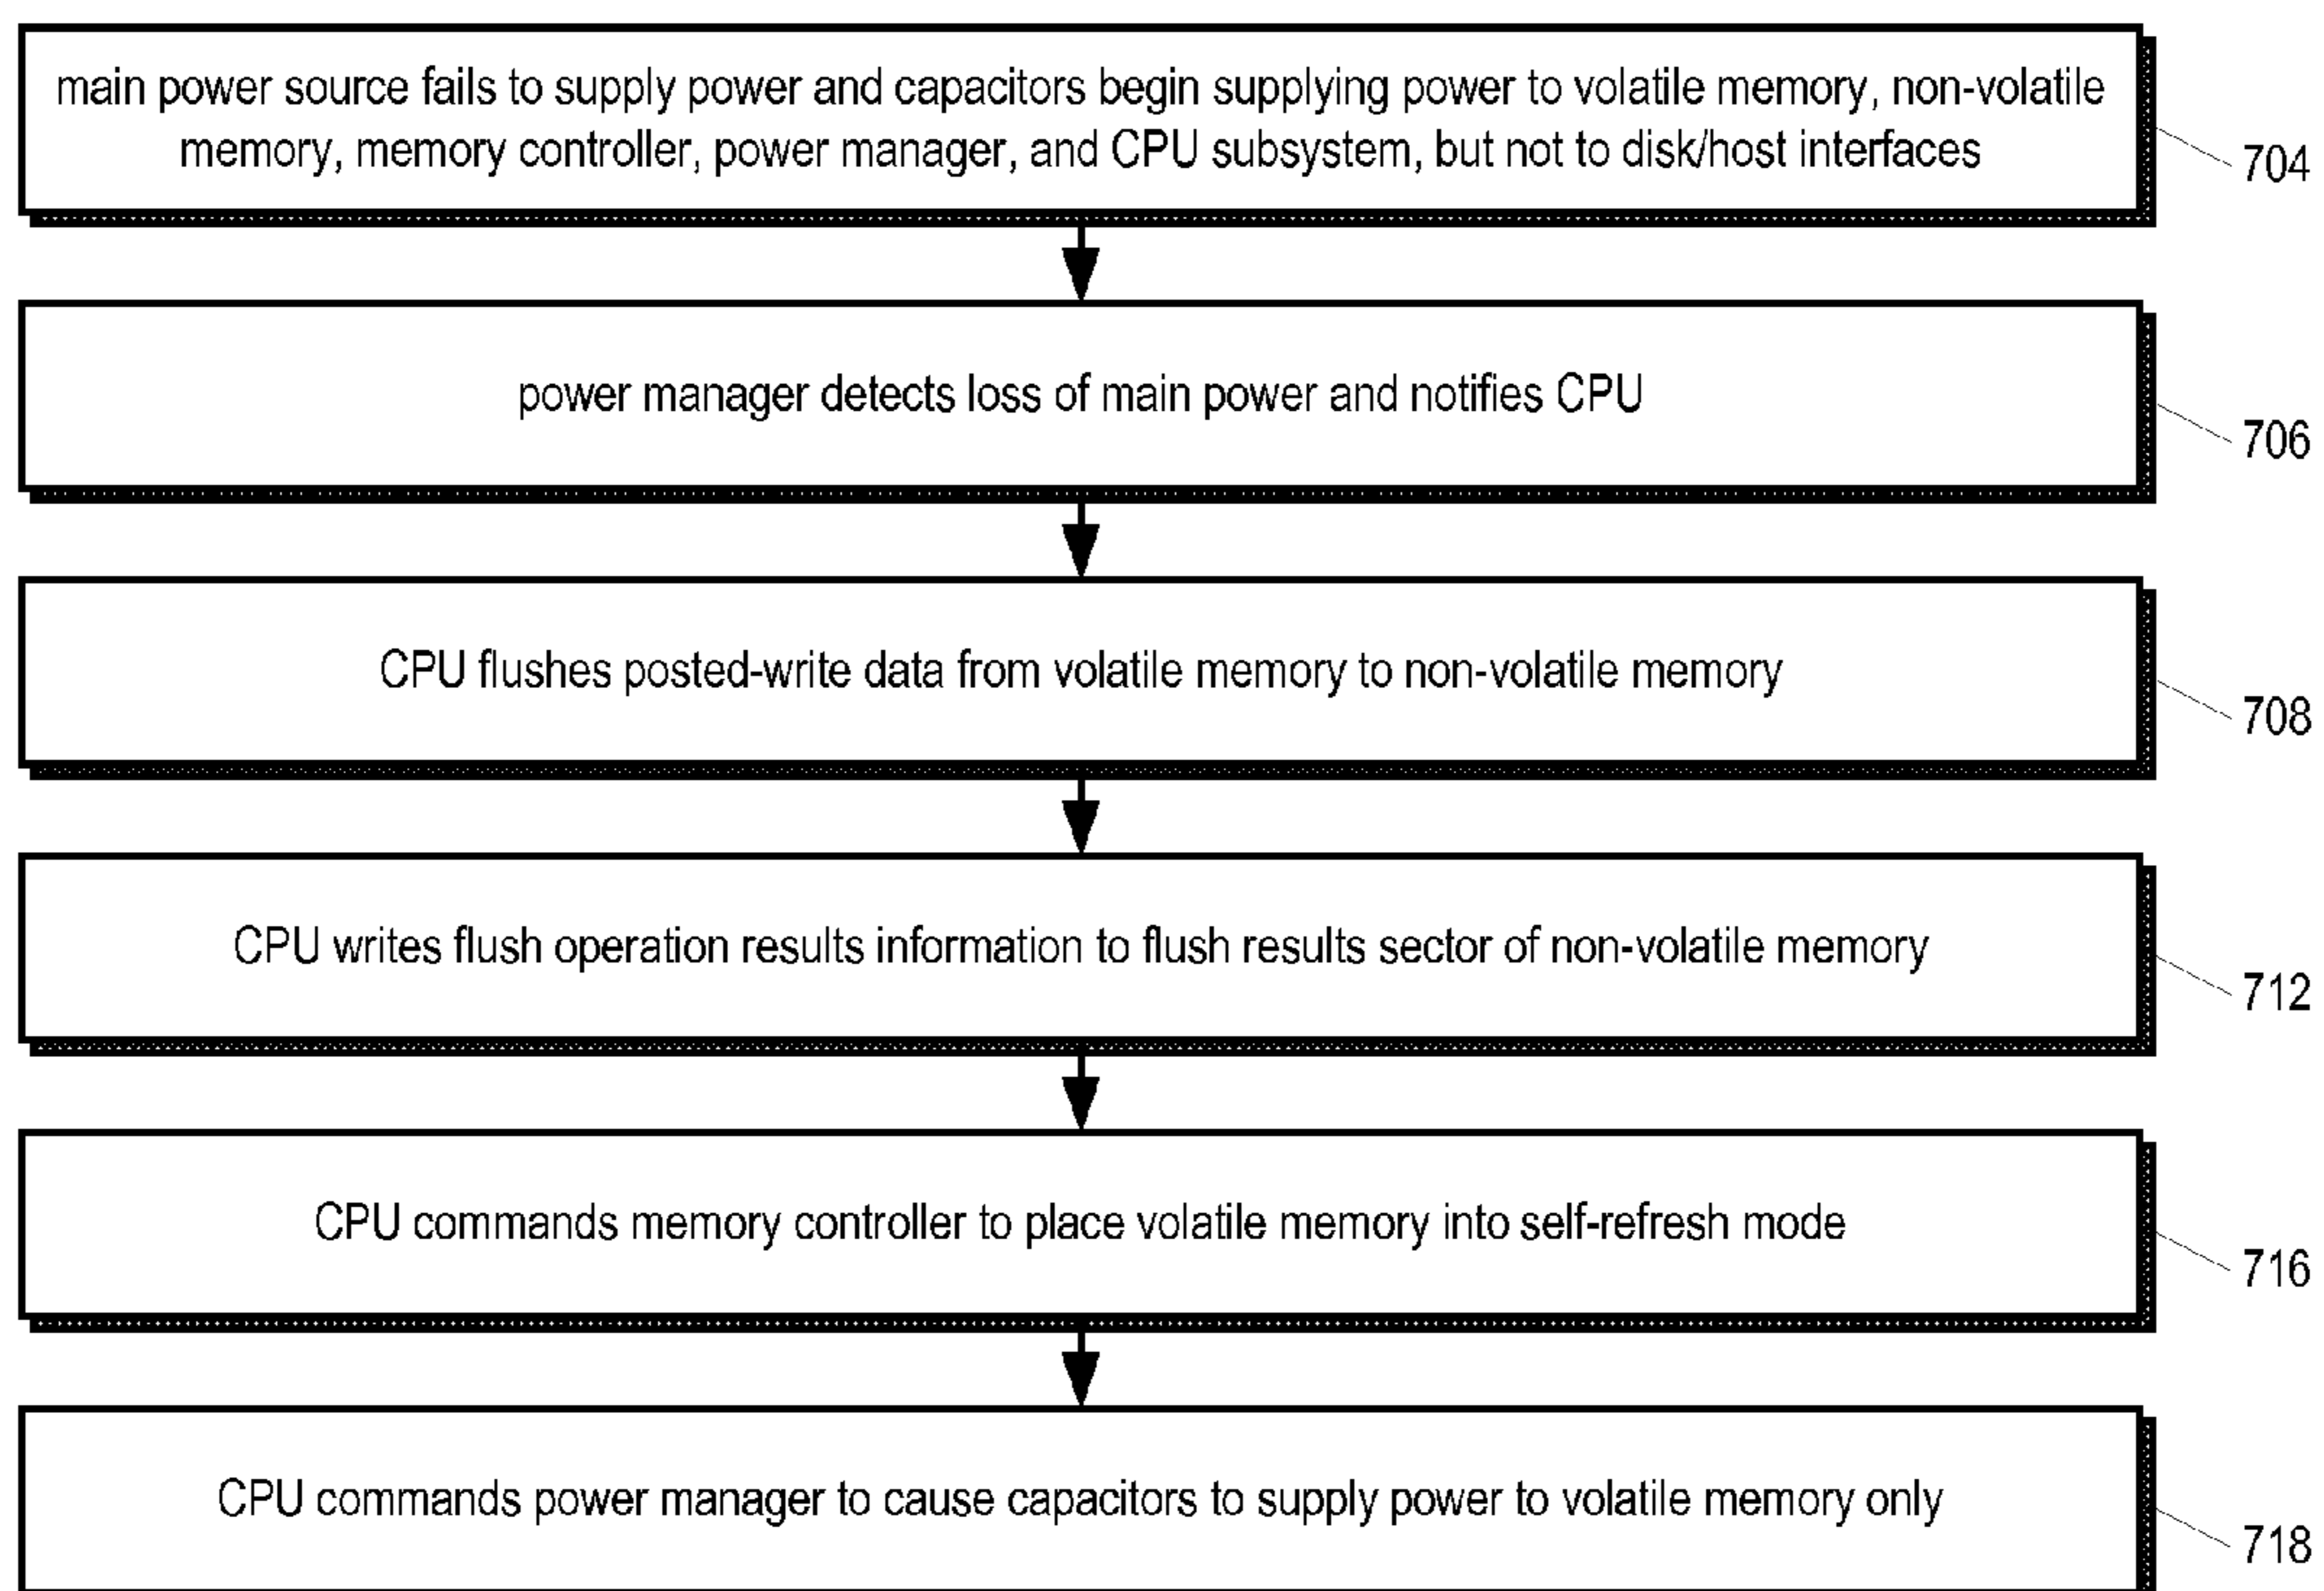 main power source fails to supply power and capacitors begin supplying power to volatile memory, non-volatile
memory, memory controller, power manager, and CPU subsystem, but not to disk/host interfaces
704
power manager detects loss of main power and notifies CPU
706
CPU flushes posted-write data from volatile memory to non-volatile memory
708
CPU writes flush operation results information to flush results sector of non-volatile memory
712
CPU commands memory controller to place volatile memory into self-refresh mode
716
CPU commands power manager to cause capacitors to supply power to volatile memory only
718